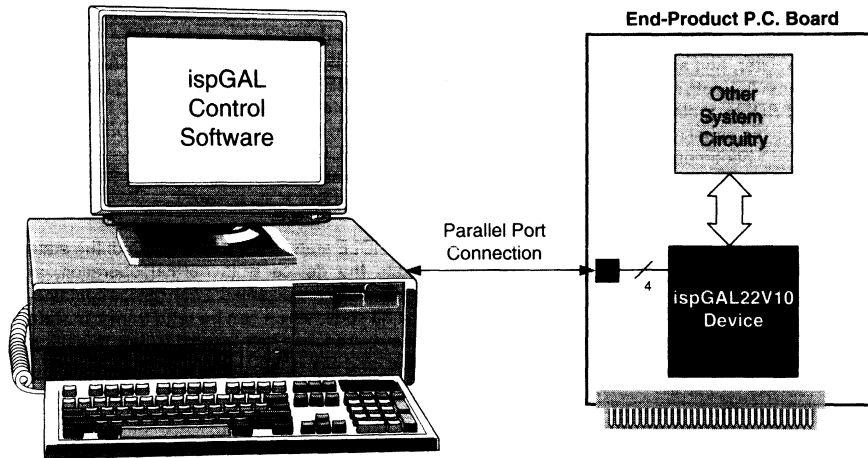 End-Product P.C. Board
ispGAL
Control
Software
Other
System
Circuitry
Parallel Port
Connection
4
ispGAL22V10
Device